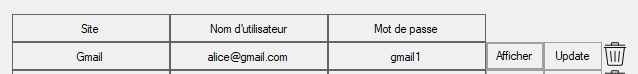 Site Nom d'utilisateur Mot de passe
Gmail alice@gmail.com gmail1 Afficher Update